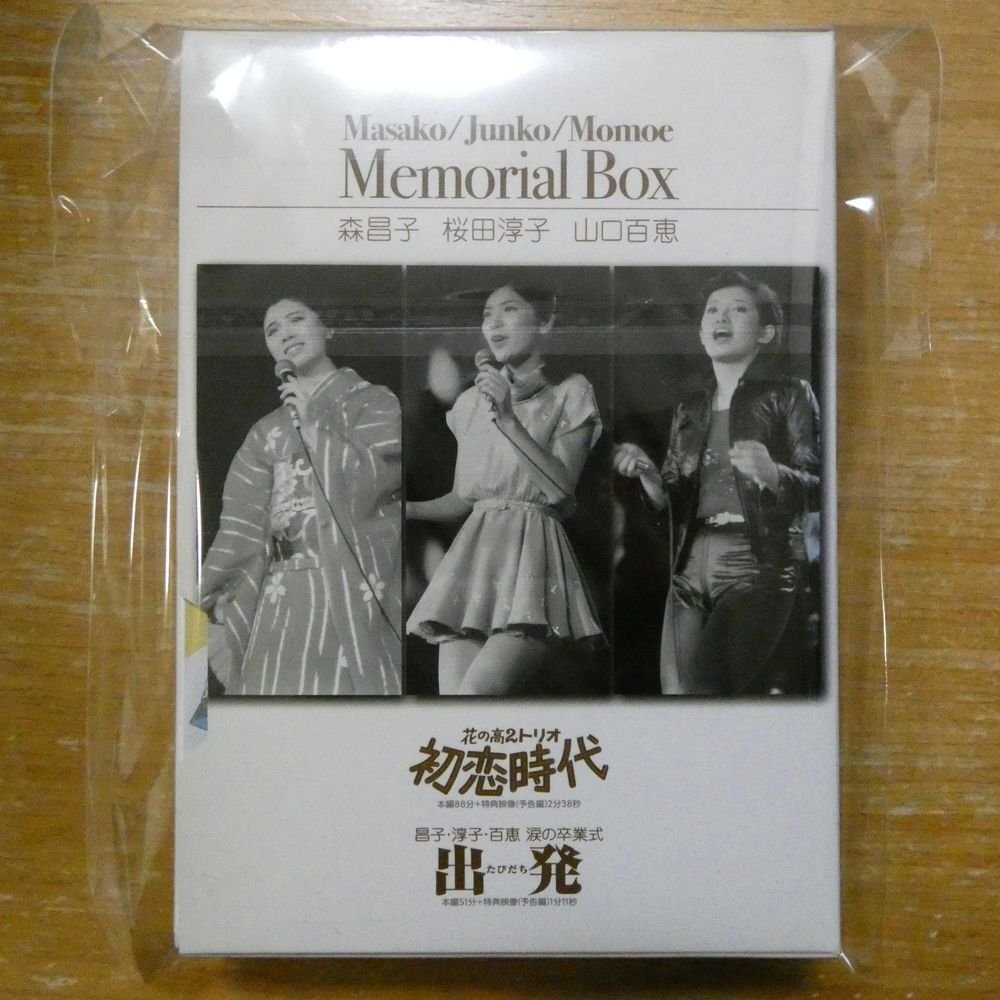 Masako/Junko/Momoe
Memorial Box
森昌子 桜田淳子 山口百恵
花の高2トリオ
初恋時代
本編88分+特典映像(予告編)2分38秒
昌子・淳子・百恵 涙の卒業式
出発
たびだち
本編51分+特典映像(予告編)1分11秒